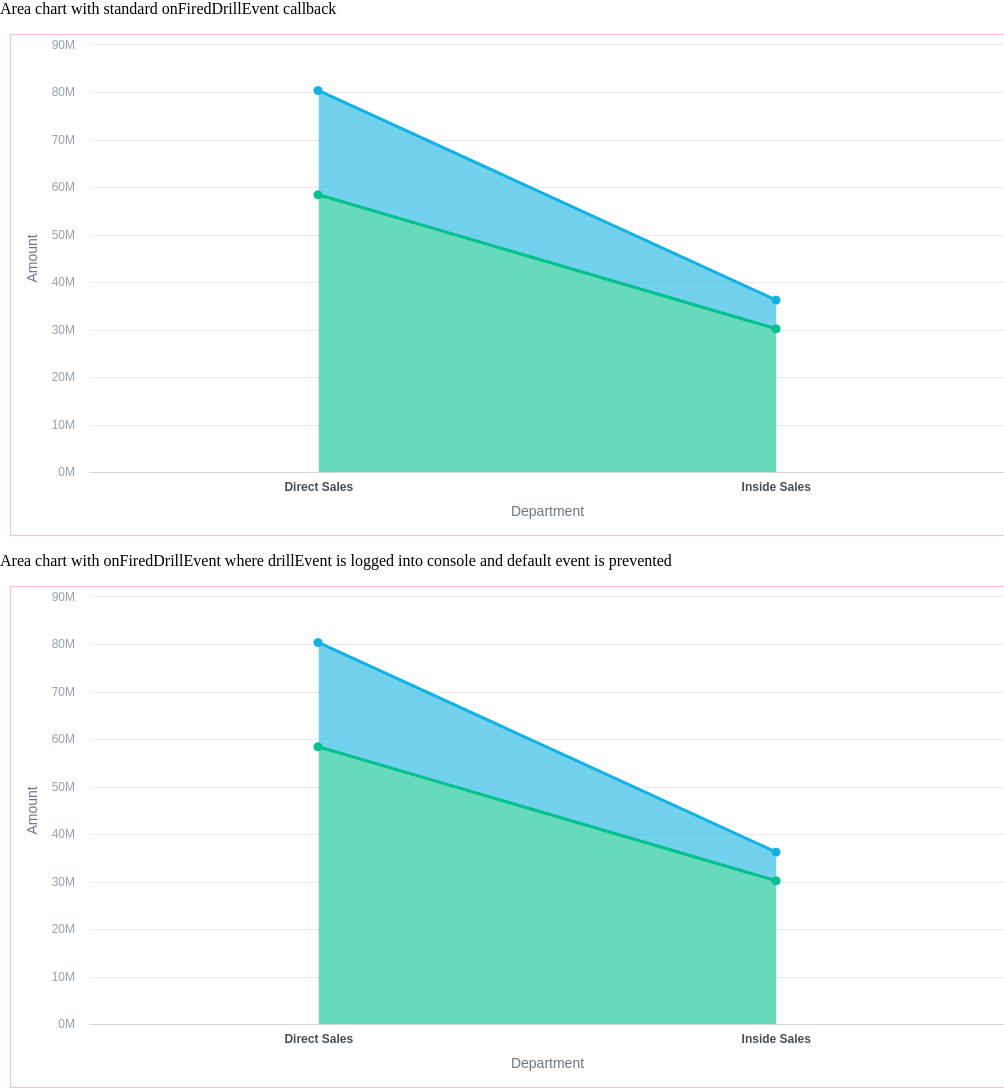 Area chart with standard onFiredDrillEvent callback
90M
80M
70M
60M
50M
40M
30M
20M
10M
0M
Amount
Direct Sales
Inside Sales
Department
Area chart with onFiredDrillEvent where drillEvent is logged into console and default event is prevented
90M
80M
70M
60M
50M
40M
30M
20M
10M
0M
Amount
Direct Sales
Inside Sales
Department